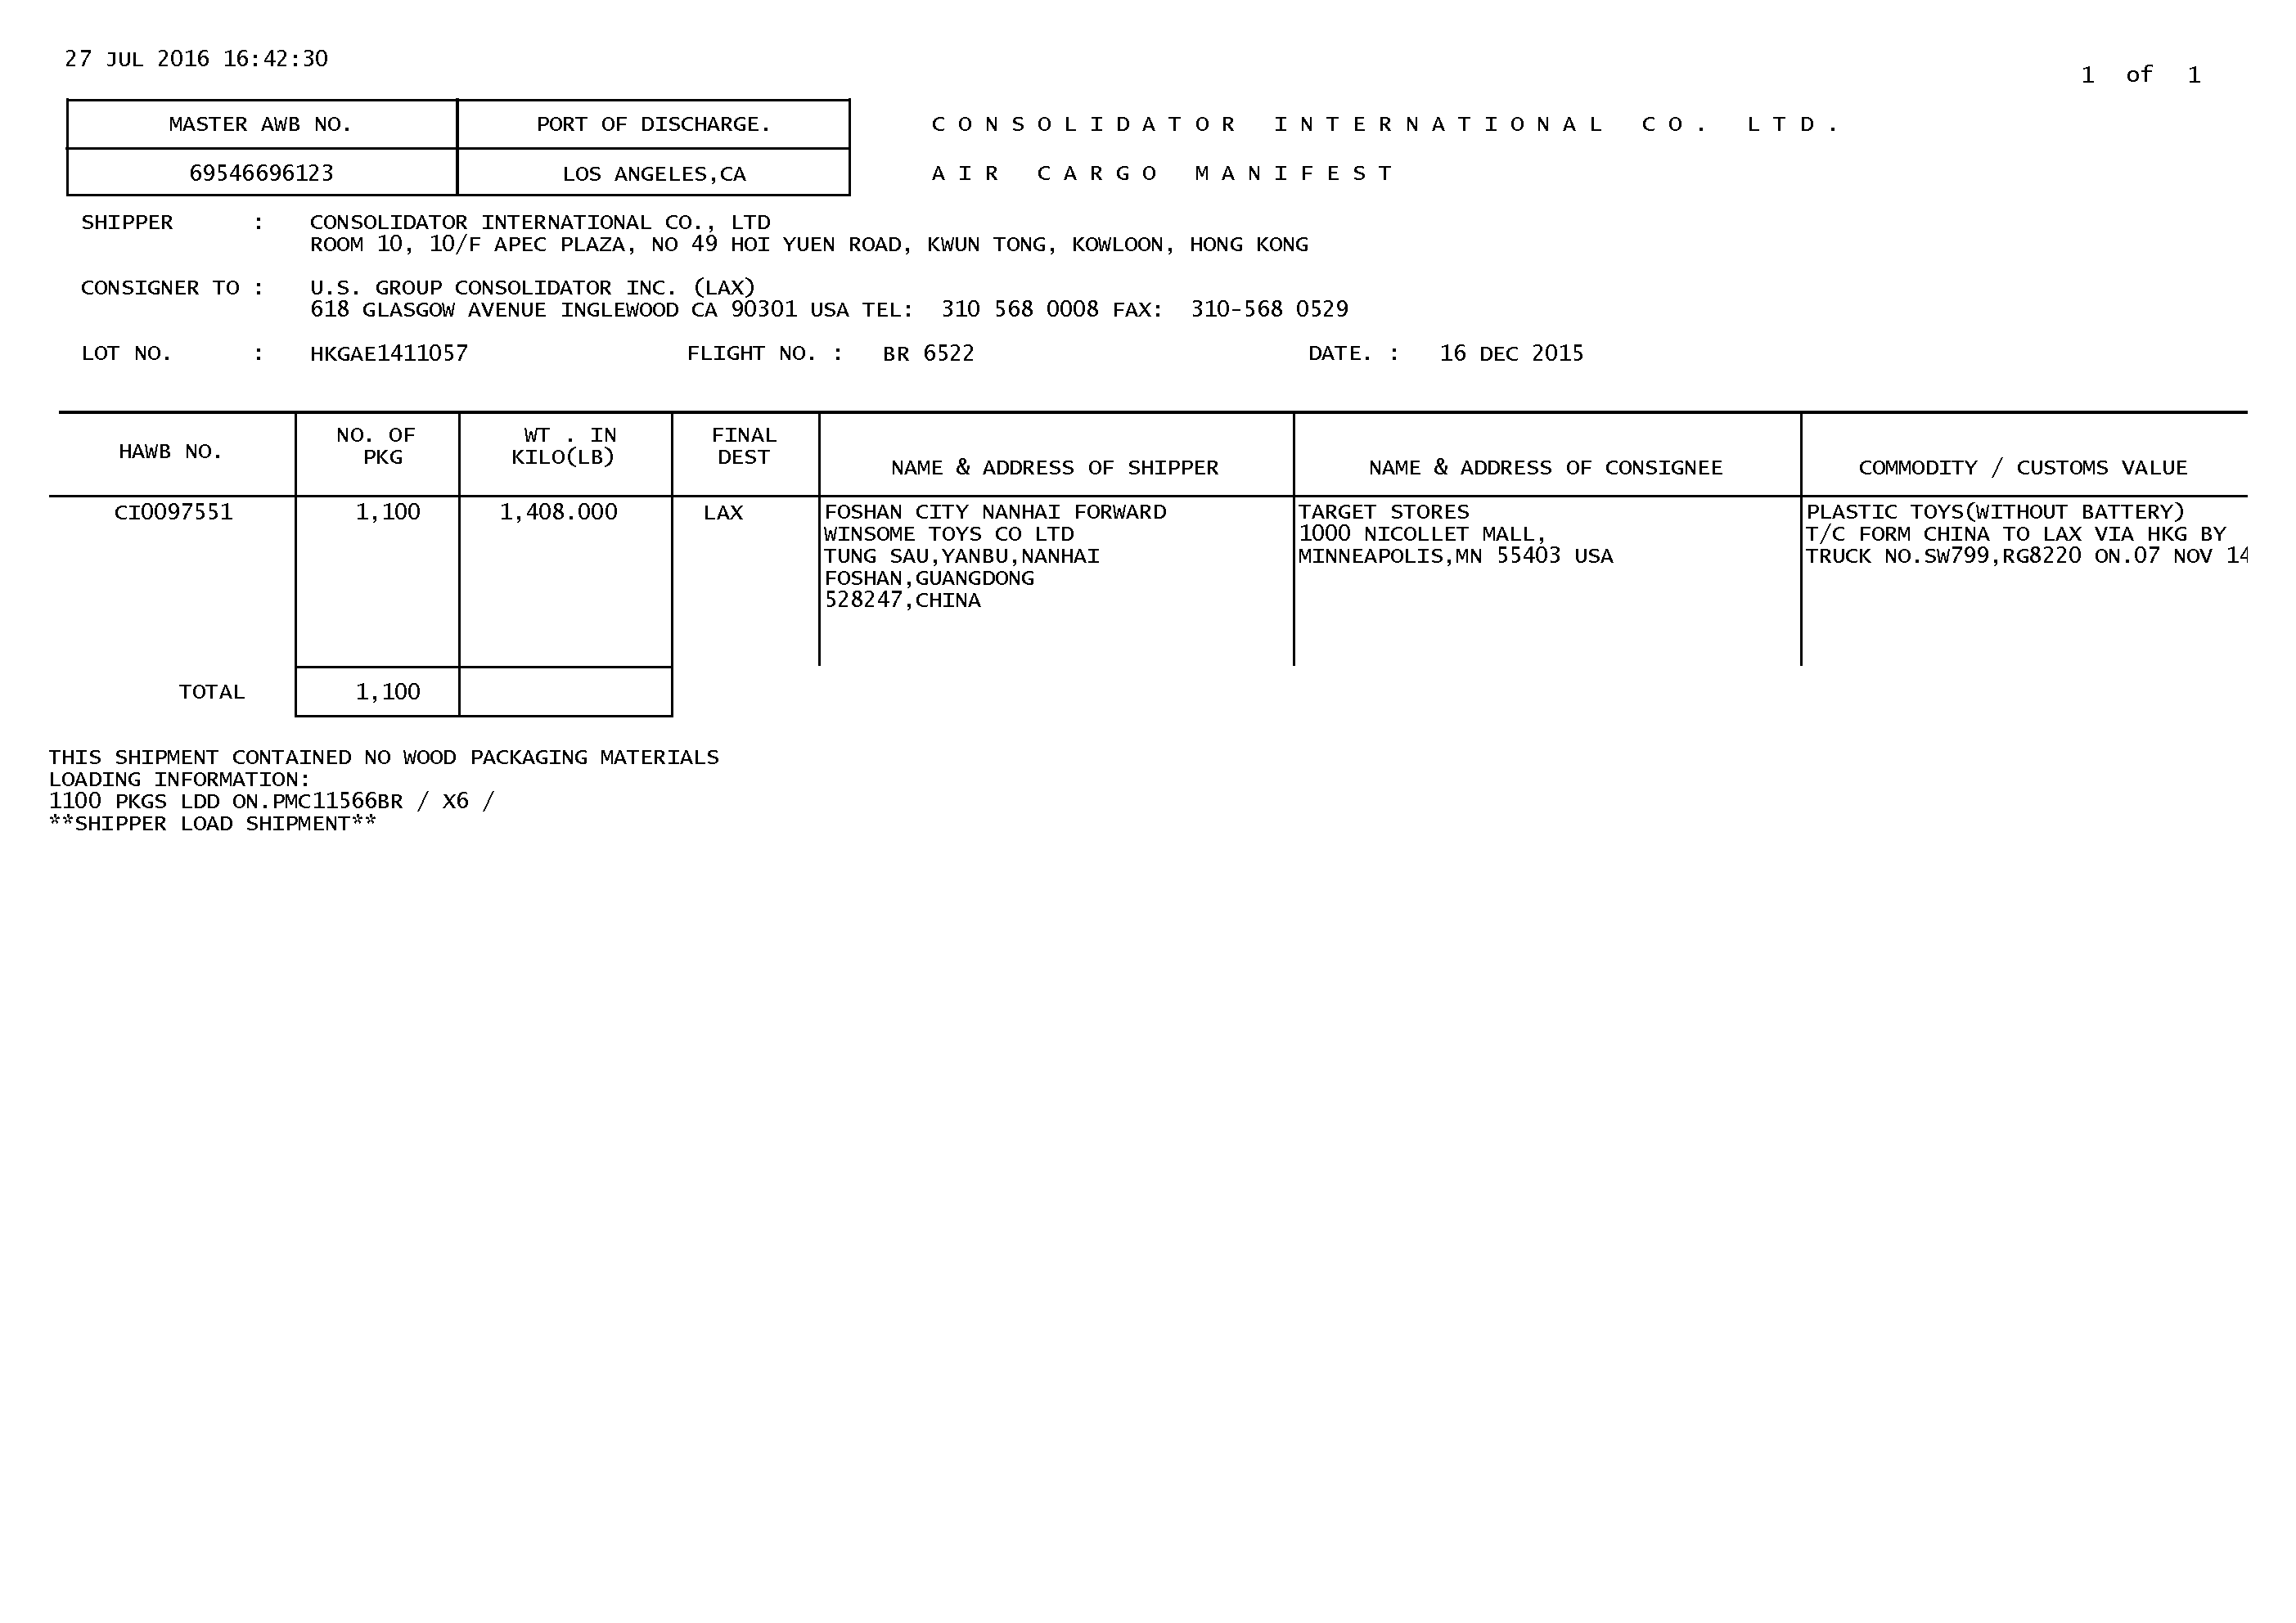 27 JUL 2016 16:42:30
1 of 1
MASTER AWB NO. PORT OF DISCHARGE. CONSOLIDATOR INTERNATIONAL CO. LTD.
69546696123 LOS ANGELES,CA AIR CARGO MANIFEST
SHIPPER : CONSOLIDATOR INTERNATIONAL CO., LTD
ROOM 10, 10/F APEC PLAZA, NO 49 HOI YUEN ROAD, KWUN TONG, KOWLOON, HONG KONG
CONSIGNER TO : U.S. GROUP CONSOLIDATOR INC. (LAX)
618 GLASGOW AVENUE INGLEWOOD CA 90301 USA TEL: 310 568 0008 FAX: 310-568 0529
LOT NO. : HKGAE1411057 FLIGHT NO. : BR 6522 DATE. : 16 DEC 2015
HAWB NO.
NO. OF
PKG
WT . IN
KILO(LB)
FINAL
DEST
NAME & ADDRESS OF SHIPPER
NAME & ADDRESS OF CONSIGNEE
COMMODITY / CUSTOMS VALUE
CI0097551
1,100
1,408.000
LAX
FOSHAN CITY NANHAI FORWARD
WINSOME TOYS CO LTD
TUNG SAU,YANBU,NANHAI
FOSHAN,GUANGDONG
528247,CHINA
TARGET STORES
1000 NICOLLET MALL,
MINNEAPOLIS,MN 55403 USA
PLASTIC TOYS(WITHOUT BATTERY)
T/C FORM CHINA TO LAX VIA HKG BY
TRUCK NO.SW799,RG8220 ON.07 NOV 14
TOTAL 1,100
THIS SHIPMENT CONTAINED NO WOOD PACKAGING MATERIALS
LOADING INFORMATION:
1100 PKGS LDD ON.PMC11566BR / X6 /
**SHIPPER LOAD SHIPMENT**